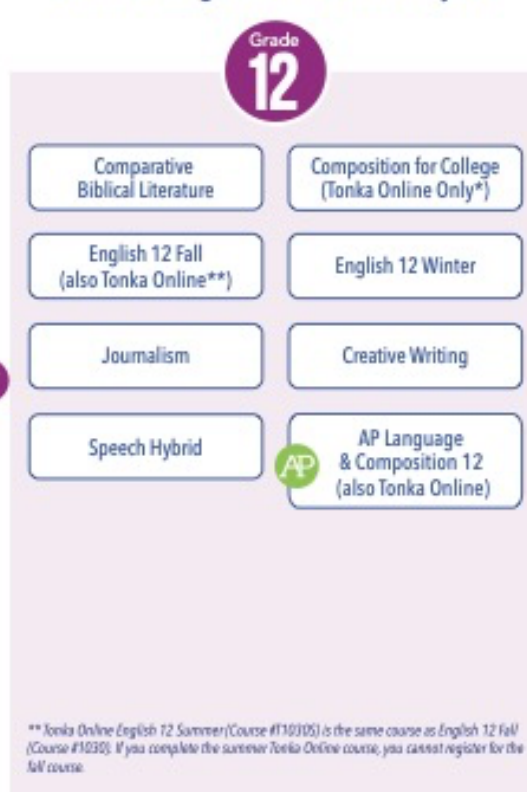 Grade
12
Comparative
Biblical Literature
Composition for College
(Tonka Online Only*)
English 12 Fall
(also Tonka Online**)
English 12 Winter
Journalism
Creative Writing
Speech Hybrid
AP
AP Language
& Composition 12
(also Tonka Online)
** Tonka Online English 12 Summer (Course #T1030S) is the same course as English 12 Fall
(Course #1030). If you complete the summer Tonka Online course, you cannot register for the
fall course.